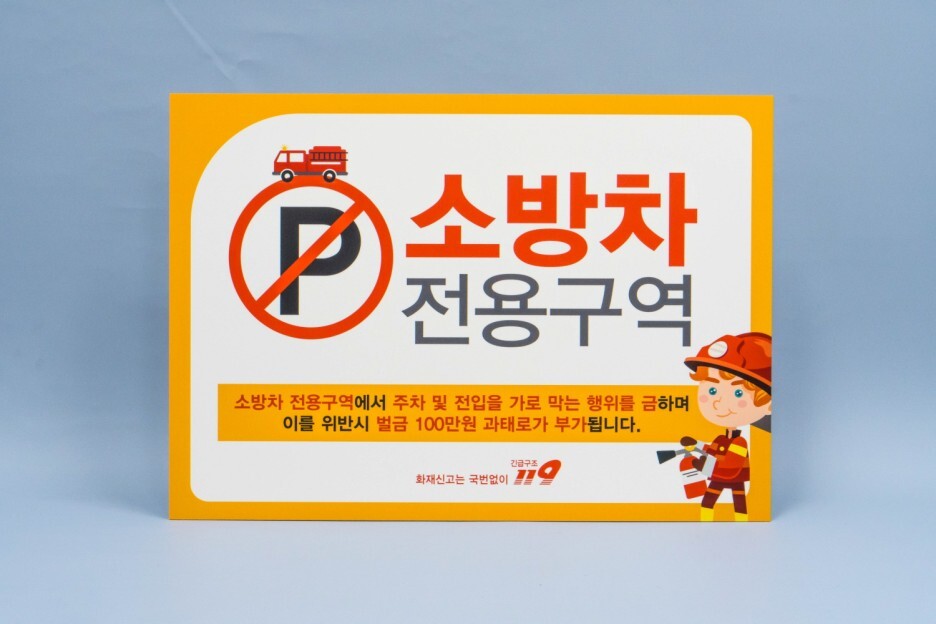 P
소방차
전용구역
소방차 전용구역에서 주차 및 전입을 가로 막는 행위를 금하며
이를 위반시 벌금 100만원 과태로가 부가됩니다.
화재신고는 국번없이 긴급구조 119